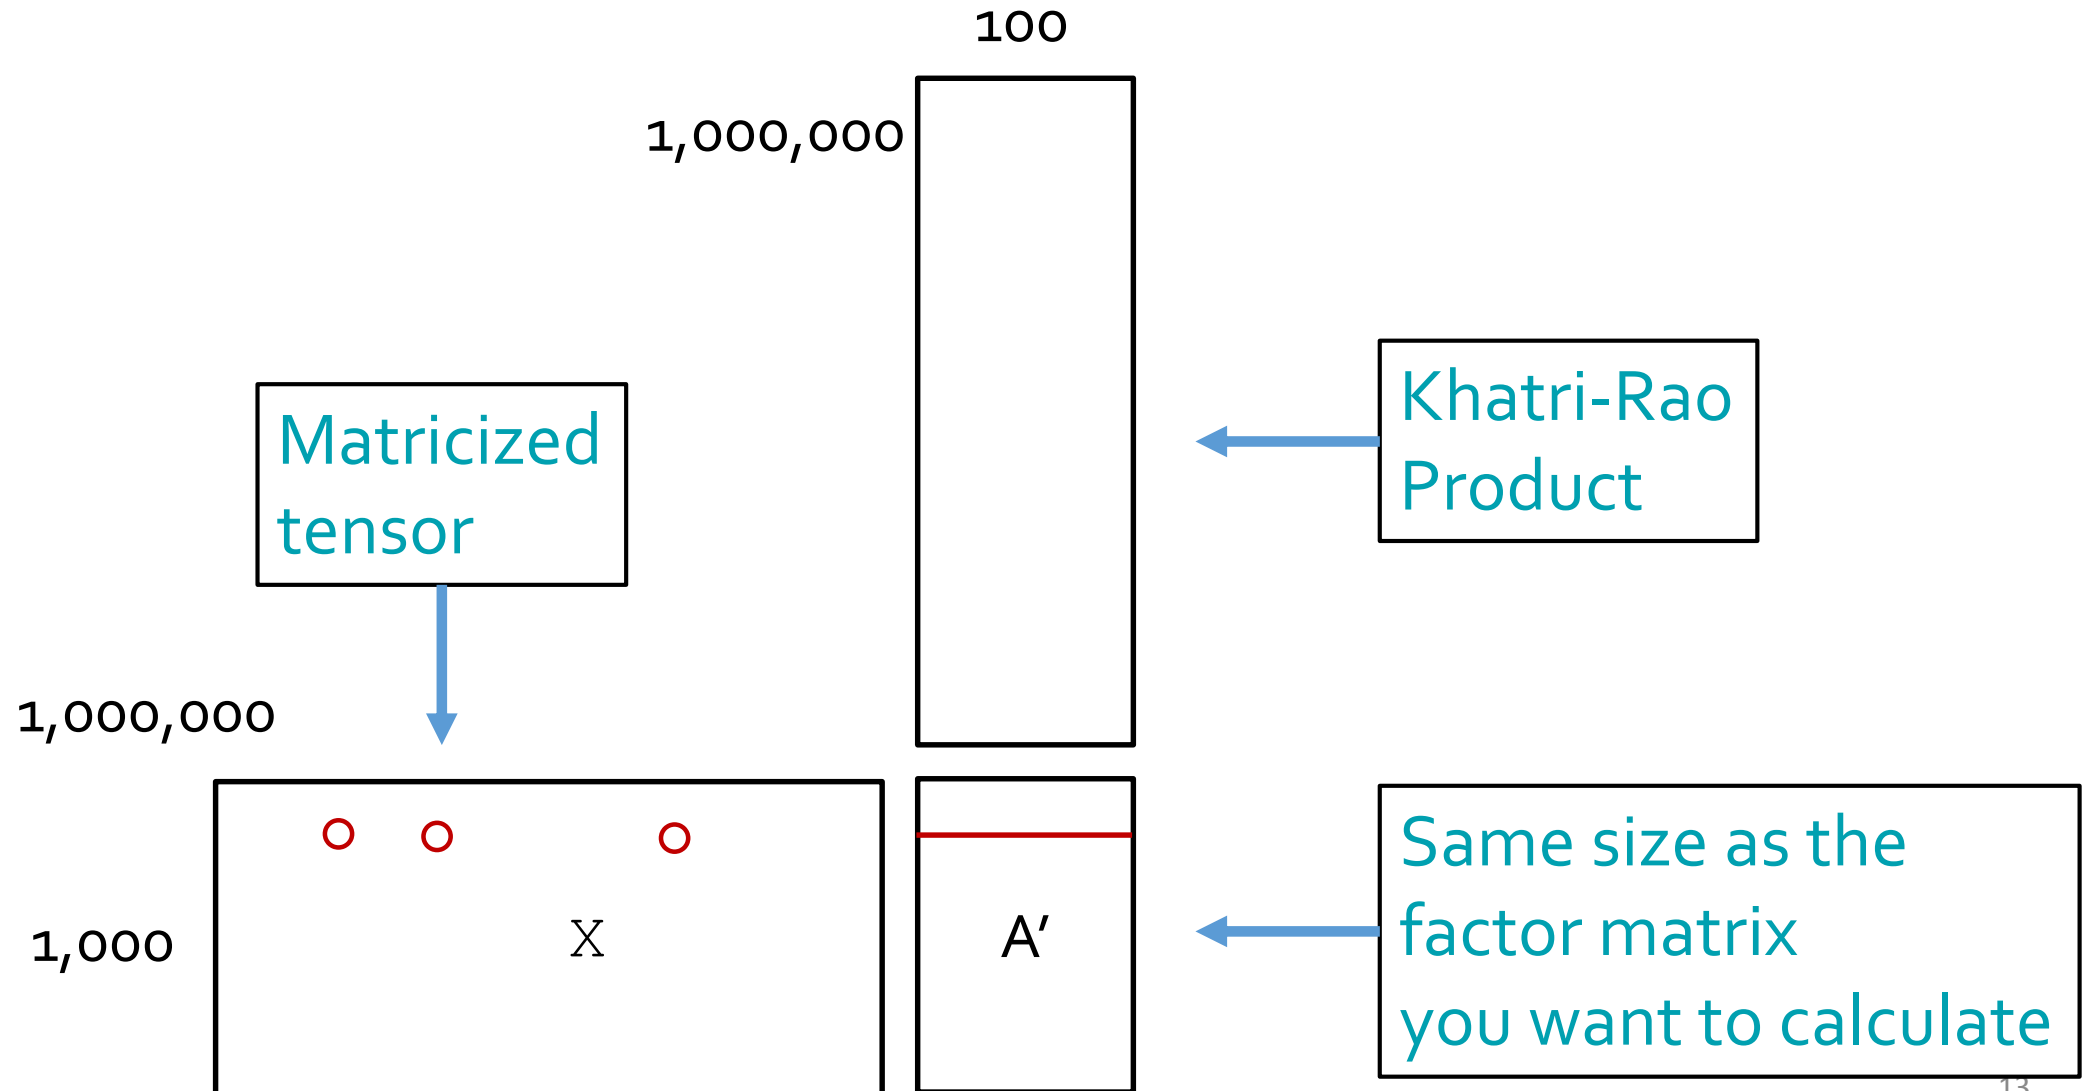 100
1,000,000
Khatri-Rao
Product
Matricized
tensor
1,000,000
1,000
X
A′
Same size as the
factor matrix
you want to calculate
13